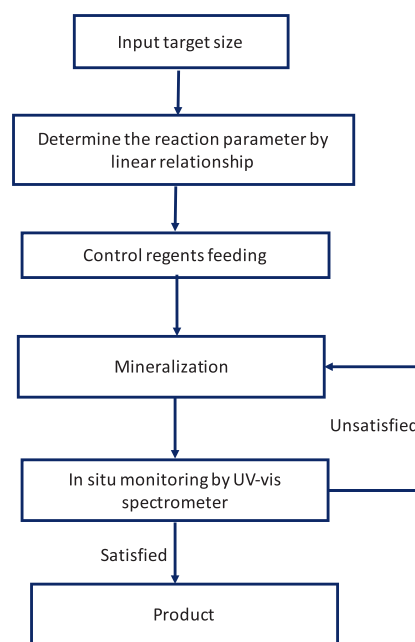 Input target size
Determine the reaction parameter by
linear relationship
Control regents feeding
Mineralization
Unsatisfied
In situ monitoring by UV-vis
spectrometer
Satisfied
Product